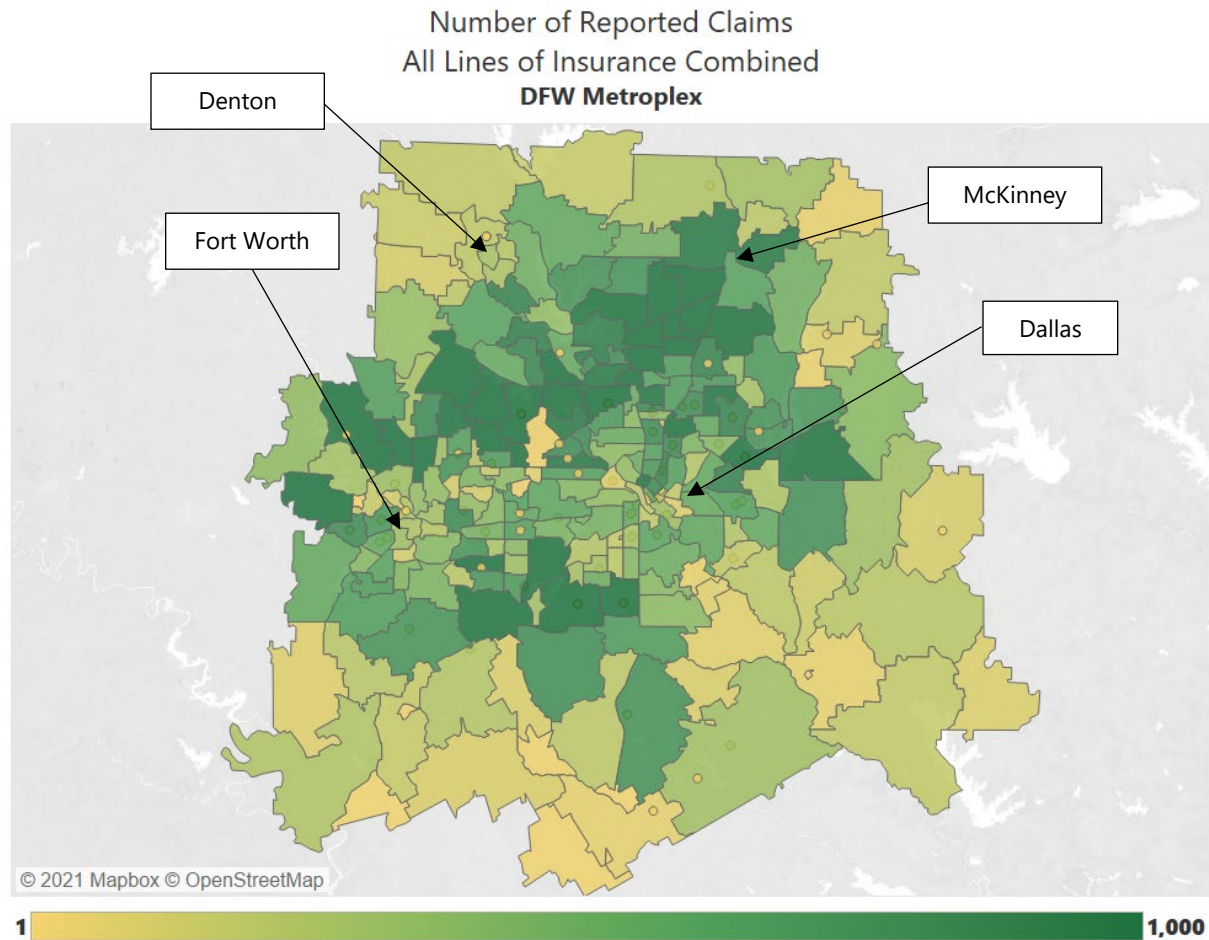 Number of Reported Claims
All Lines of Insurance Combined
DFW Metroplex
Denton
McKinney
Fort Worth
Dallas
© 2021 Mapbox © OpenStreetMap
1
1,000